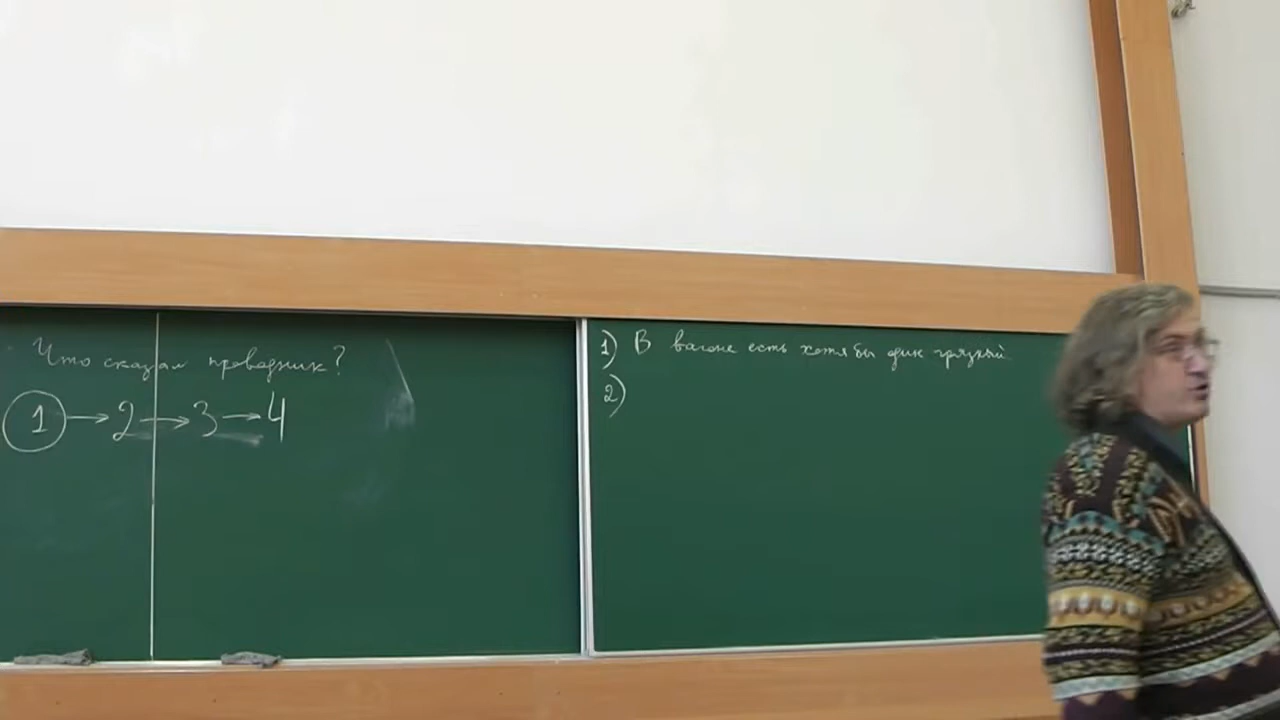 Что сказал проводник?
1 → 2 → 3 → 4
1) В вагоне есть хотя бы один грязный.
2)